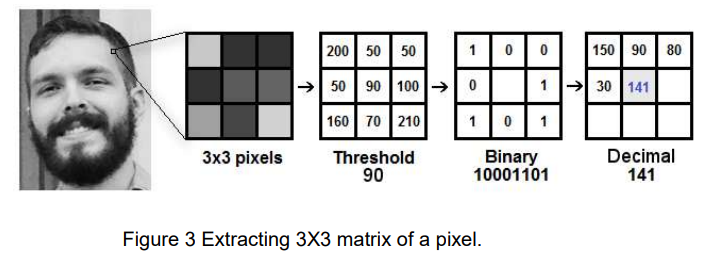 200 50 50 1 0 0 150 90 80
50 90 100 0 1 30 141
160 70 210 1 0 1
3x3 pixels Threshold Binary Decimal
90 10001101 141
Figure 3 Extracting 3X3 matrix of a pixel.